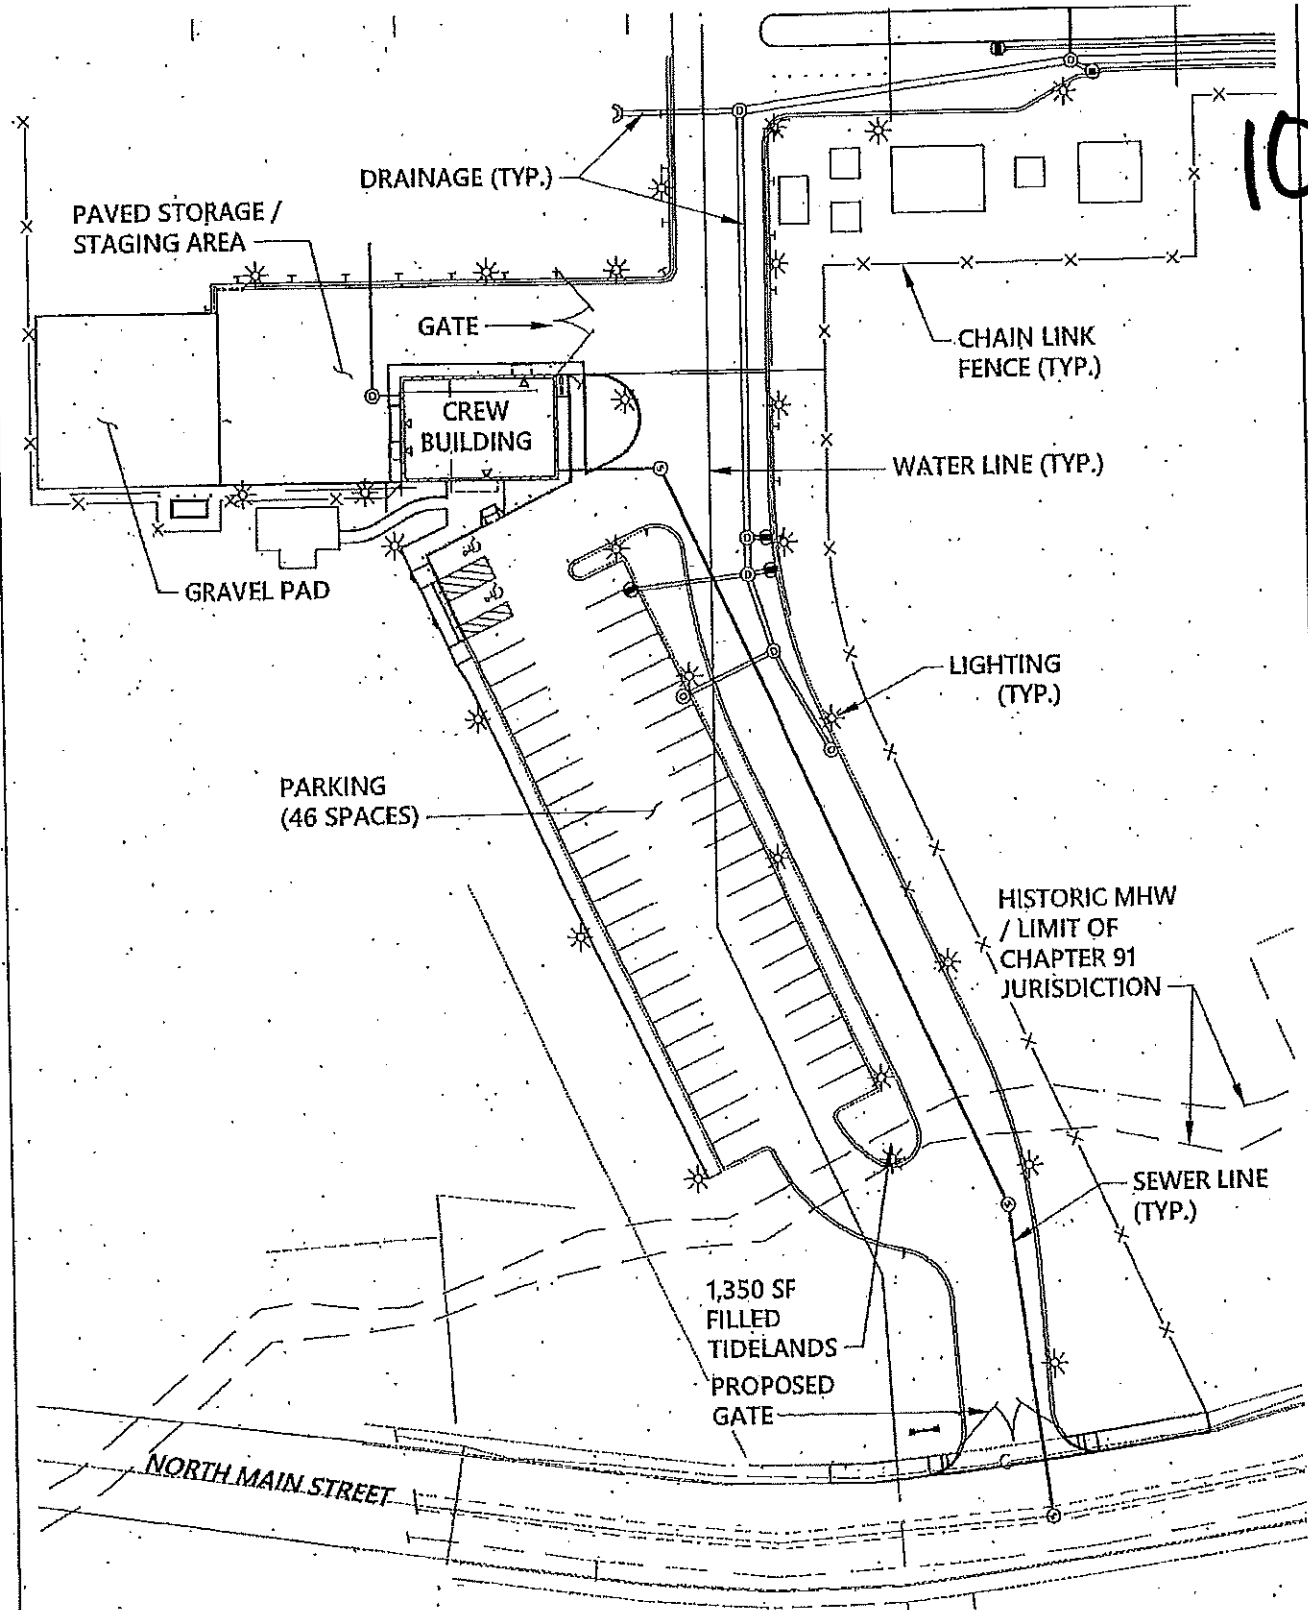 10
DRAINAGE (TYP.)
PAVED STORAGE /
STAGING AREA
GATE
CHAIN LINK
FENCE (TYP.)
CREW
BUILDING
WATER LINE (TYP.)
GRAVEL PAD
LIGHTING
(TYP.)
PARKING
(46 SPACES)
HISTORIC MHW
/ LIMIT OF
CHAPTER 91
JURISDICTION
SEWER LINE
(TYP.)
1,350 SF
FILLED
TIDELANDS
PROPOSED
GATE
NORTH MAIN STREET